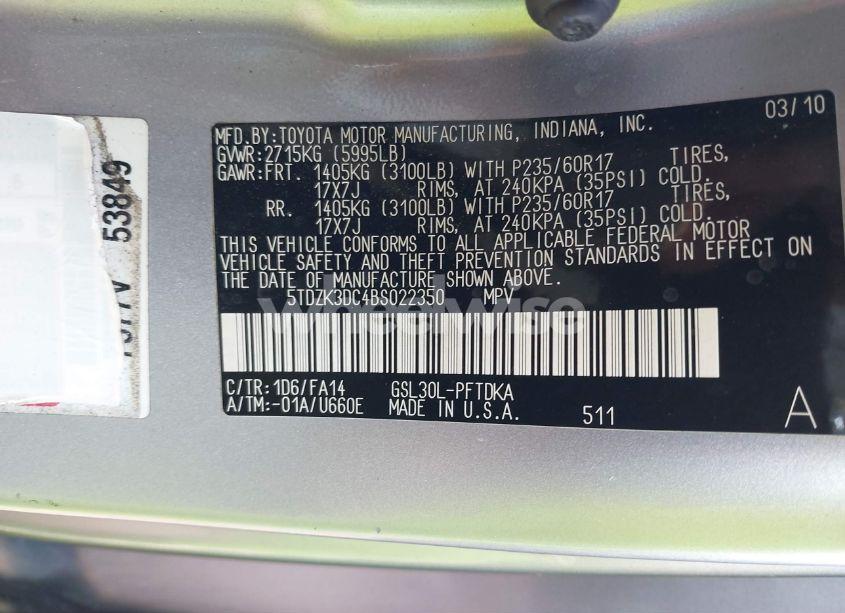 03/10
MFD.BY:TOYOTA MOTOR MANUFACTURING, INDIANA, INC.
GVWR:2715KG (5995LB)
GAWR:FRT. 1405KG (3100LB) WITH P235/60R17 TIRES,
17X7J RIMS, AT 240KPA (35PSI) COLD.
RR. 1405KG (3100LB) WITH P235/60R17 TIRES,
17X7J RIMS, AT 240KPA (35PSI) COLD.
THIS VEHICLE CONFORMS TO ALL APPLICABLE FEDERAL MOTOR
VEHICLE SAFETY AND THEFT PREVENTION STANDARDS IN EFFECT ON
THE DATE OF MANUFACTURE SHOWN ABOVE.
5TDZK3DC4BS022350 MPV
wheelwise
C/TR:1D6/FA14 GSL30L-PFTDKA
A/TM:-01A/U660E MADE IN U.S.A. 511 A
53849